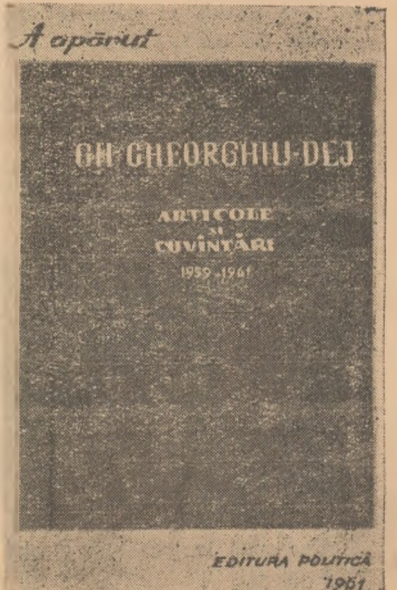 A apărut
GH. GHEORGHIU-DEJ
ARTICOLE
ȘI
CUVÎNTĂRI
1959-1961
EDITURA POLITICĂ
1961